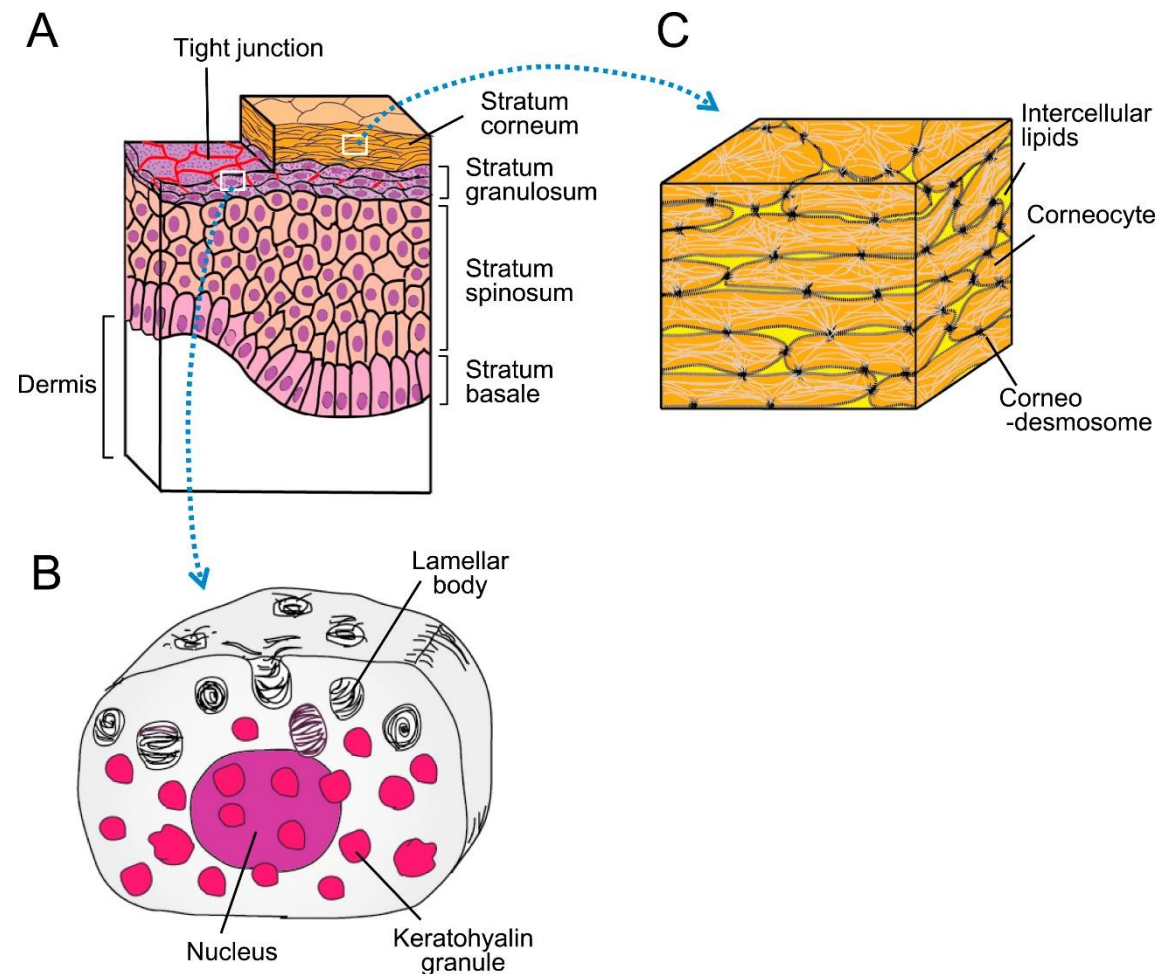 A
Tight junction
Stratum
corneum
Stratum
granulosum
Stratum
spinosum
Stratum
basale
Dermis
C
Intercellular
lipids
Corneocyte
Corneo
-desmosome
B
Lamellar
body
Nucleus
Keratohyalin
granule